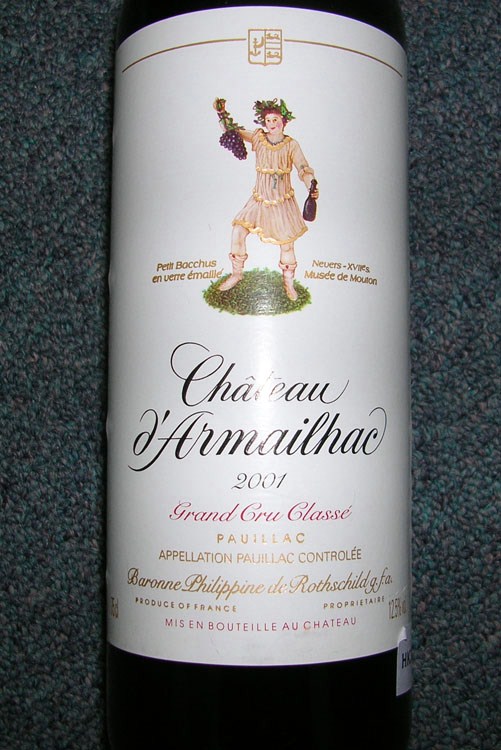 Petit Bacchus
en verre émaillé
Nevers - XVIIe s
Musée de Mouton
Château
d'Armailhac
2001
Grand Cru Classé
PAUILLAC
APPELLATION PAUILLAC CONTROLÉE
Baronne Philippine de Rothschild g.f.a.
PRODUCE OF FRANCE
PROPRIETAIRE
MIS EN BOUTEILLE AU CHATEAU